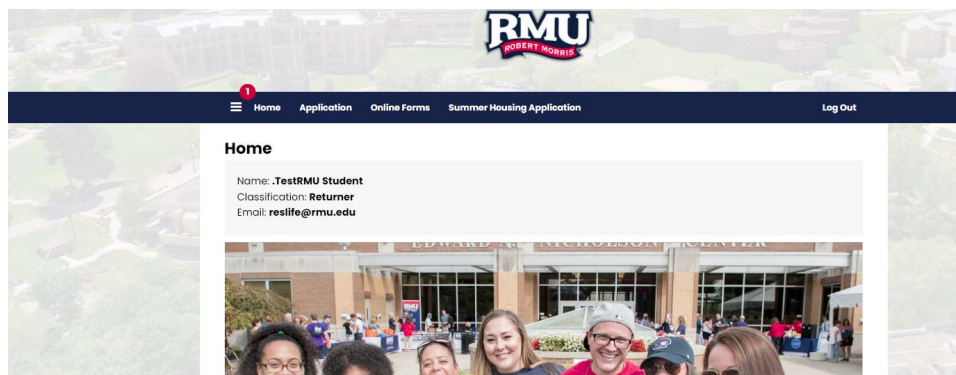 RMU
ROBERT MORRIS
1
Home Application Online Forms Summer Housing Application Log Out
Home
Name: .TestRMU Student
Classification: Returner
Email: reslife@rmu.edu
EDWARD A. NICHOLSON CENTER
RMU